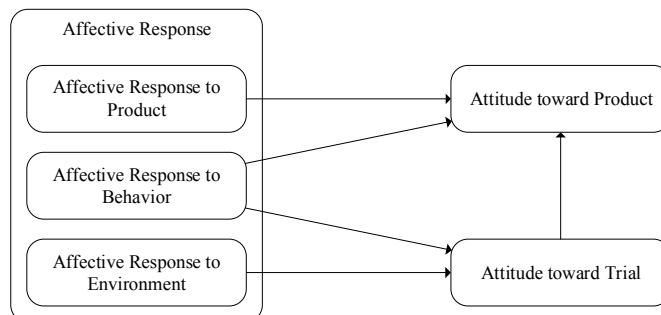 Affective Response
Affective Response to
Product
Attitude toward Product
Affective Response to
Behavior
Affective Response to
Environment
Attitude toward Trial